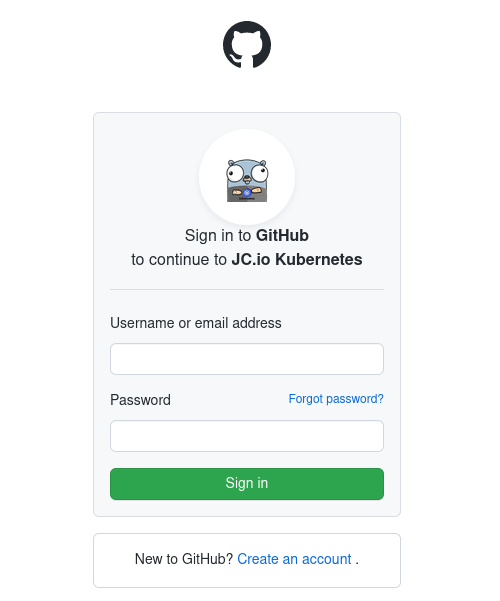 Sign in to GitHub
to continue to JC.io Kubernetes
Username or email address
Password Forgot password?
Sign in
New to GitHub? Create an account .